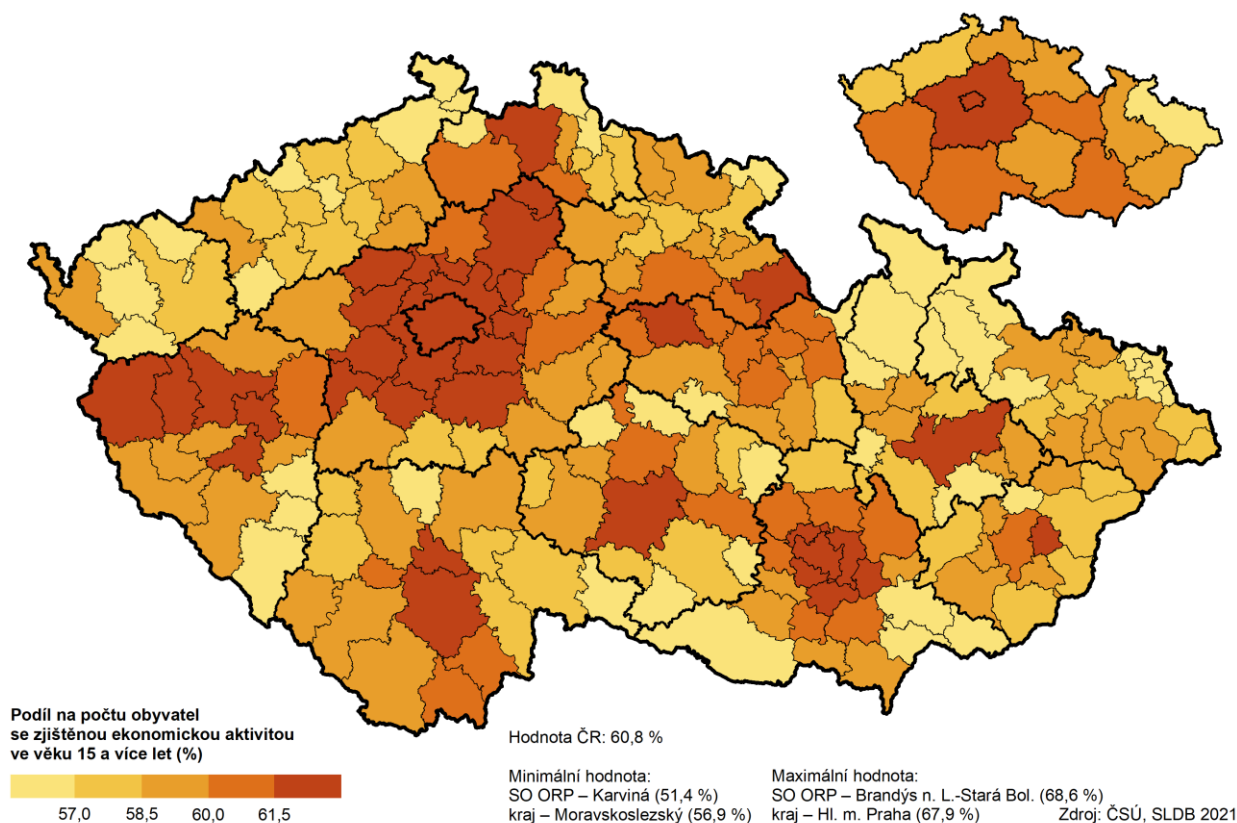 Podíl na počtu obyvatel
se zjištěnou ekonomickou aktivitou
ve věku 15 a více let (%)
57,0 58,5 60,0 61,5
Hodnota ČR: 60,8 %
Minimální hodnota:
SO ORP – Karviná (51,4 %)
kraj – Moravskoslezský (56,9 %)
Maximální hodnota:
SO ORP – Brandýs n. L.-Stará Bol. (68,6 %)
kraj – Hl. m. Praha (67,9 %)
Zdroj: ČSÚ, SLDB 2021